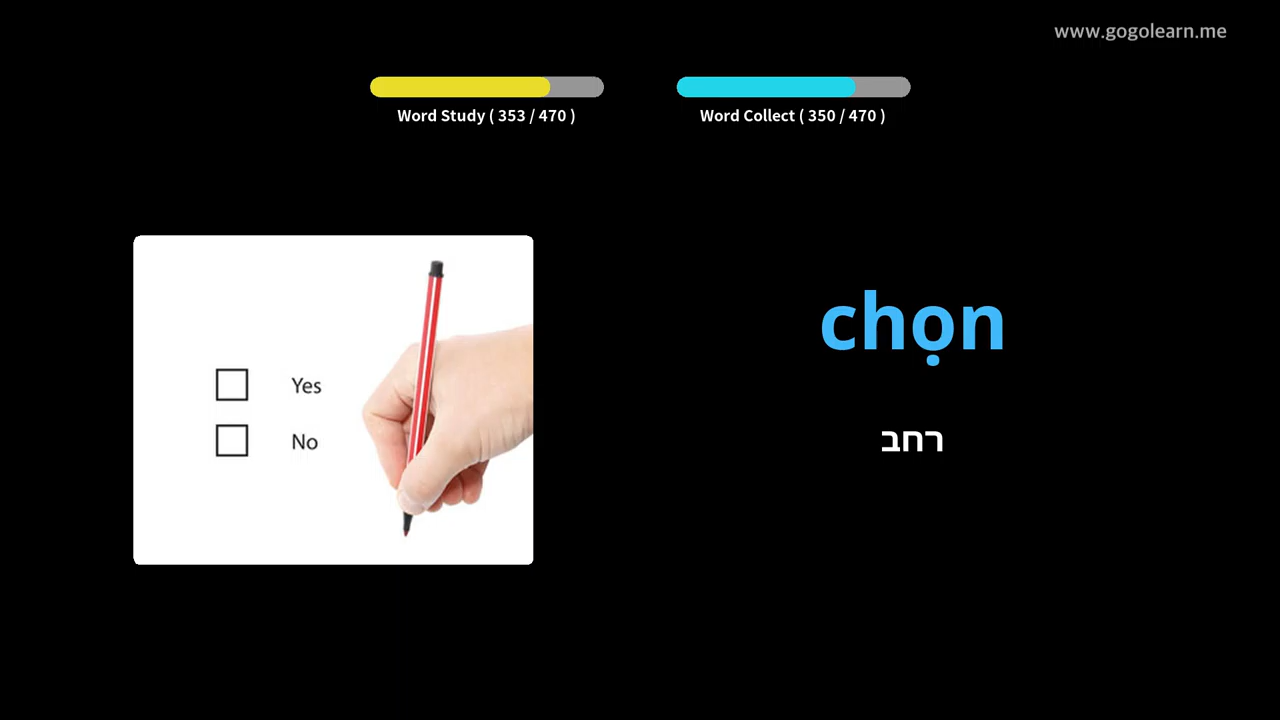 www.gogolearn.me
Word Study ( 353 / 470 )
Word Collect ( 350 / 470 )
Yes
No
chọn
רחב